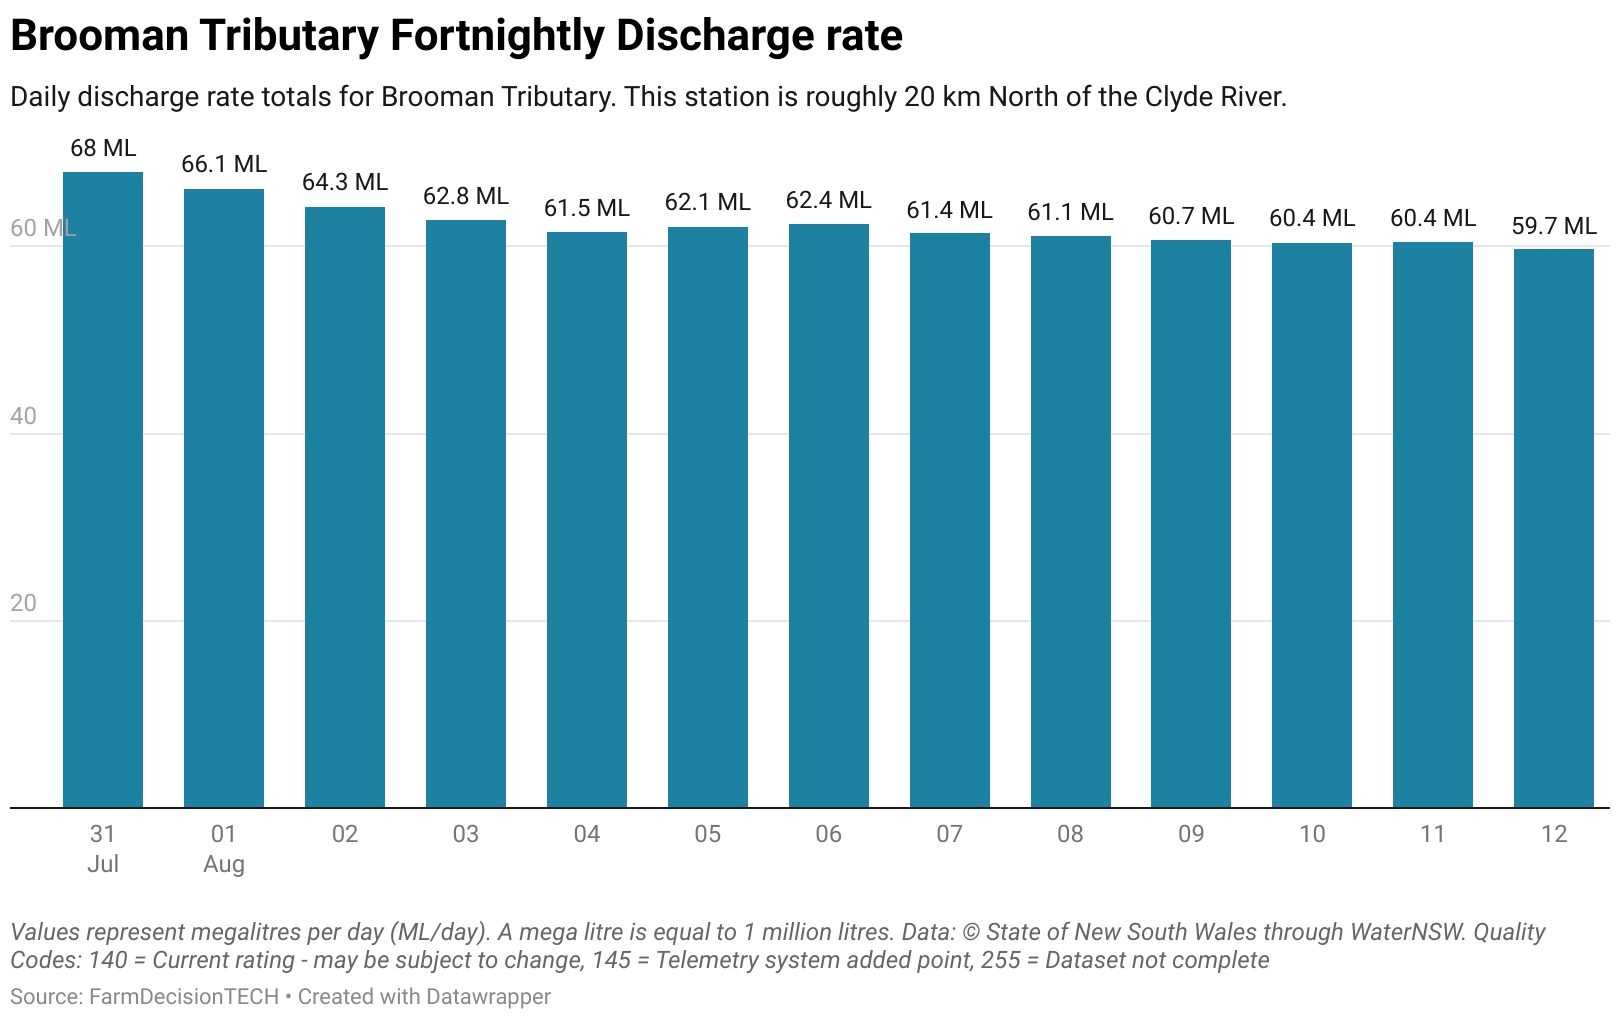 Brooman Tributary Fortnightly Discharge rate
Daily discharge rate totals for Brooman Tributary. This station is roughly 20 km North of the Clyde River.
68 ML
66.1 ML
64.3 ML
62.8 ML
61.5 ML
62.1 ML
62.4 ML
61.4 ML
61.1 ML
60.7 ML
60.4 ML
60.4 ML
59.7 ML
60 ML
40
20
31 01 02 03 04 05 06 07 08 09 10 11 12
Jul Aug
Values represent megalitres per day (ML/day). A mega litre is equal to 1 million litres. Data: © State of New South Wales through WaterNSW. Quality
Codes: 140 = Current rating - may be subject to change, 145 = Telemetry system added point, 255 = Dataset not complete
Source: FarmDecisionTECH • Created with Datawrapper